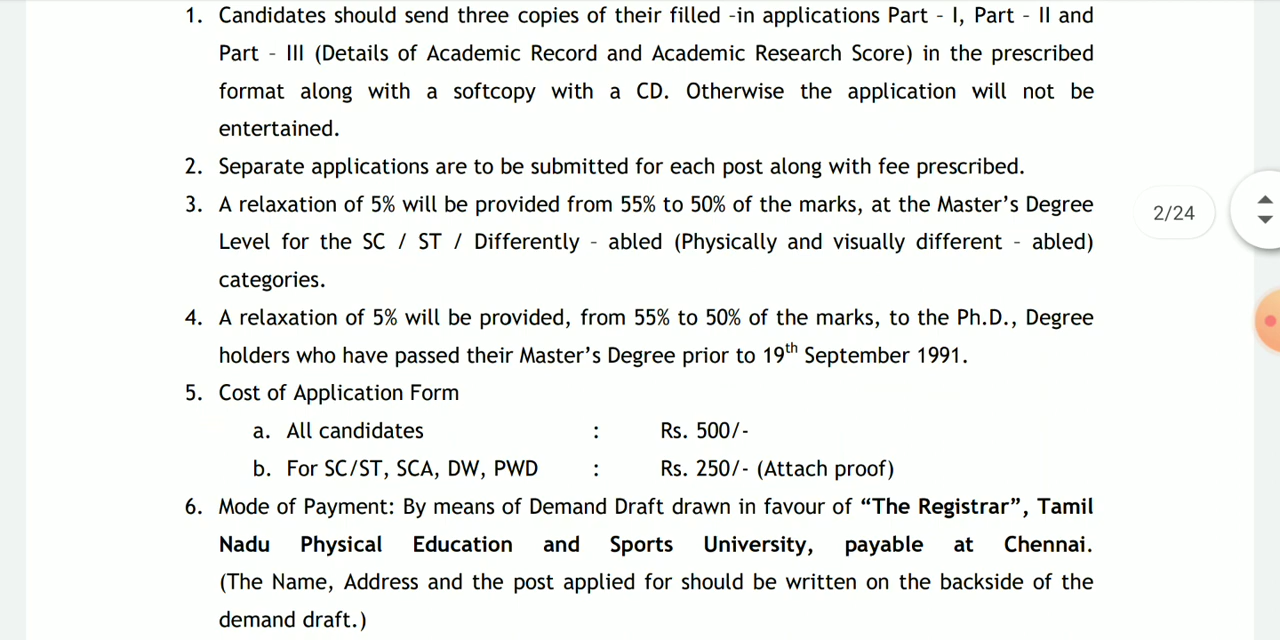 1. Candidates should send three copies of their filled -in applications Part - I, Part - II and
Part - III (Details of Academic Record and Academic Research Score) in the prescribed
format along with a softcopy with a CD. Otherwise the application will not be
entertained.
2. Separate applications are to be submitted for each post along with fee prescribed.
3. A relaxation of 5% will be provided from 55% to 50% of the marks, at the Master’s Degree
Level for the SC / ST / Differently - abled (Physically and visually different - abled)
2/24
categories.
4. A relaxation of 5% will be provided, from 55% to 50% of the marks, to the Ph.D., Degree
holders who have passed their Master’s Degree prior to 19th September 1991.
5. Cost of Application Form
a. All candidates : Rs. 500/-
b. For SC/ST, SCA, DW, PWD : Rs. 250/- (Attach proof)
6. Mode of Payment: By means of Demand Draft drawn in favour of “The Registrar”, Tamil
Nadu Physical Education and Sports University, payable at Chennai.
(The Name, Address and the post applied for should be written on the backside of the
demand draft.)